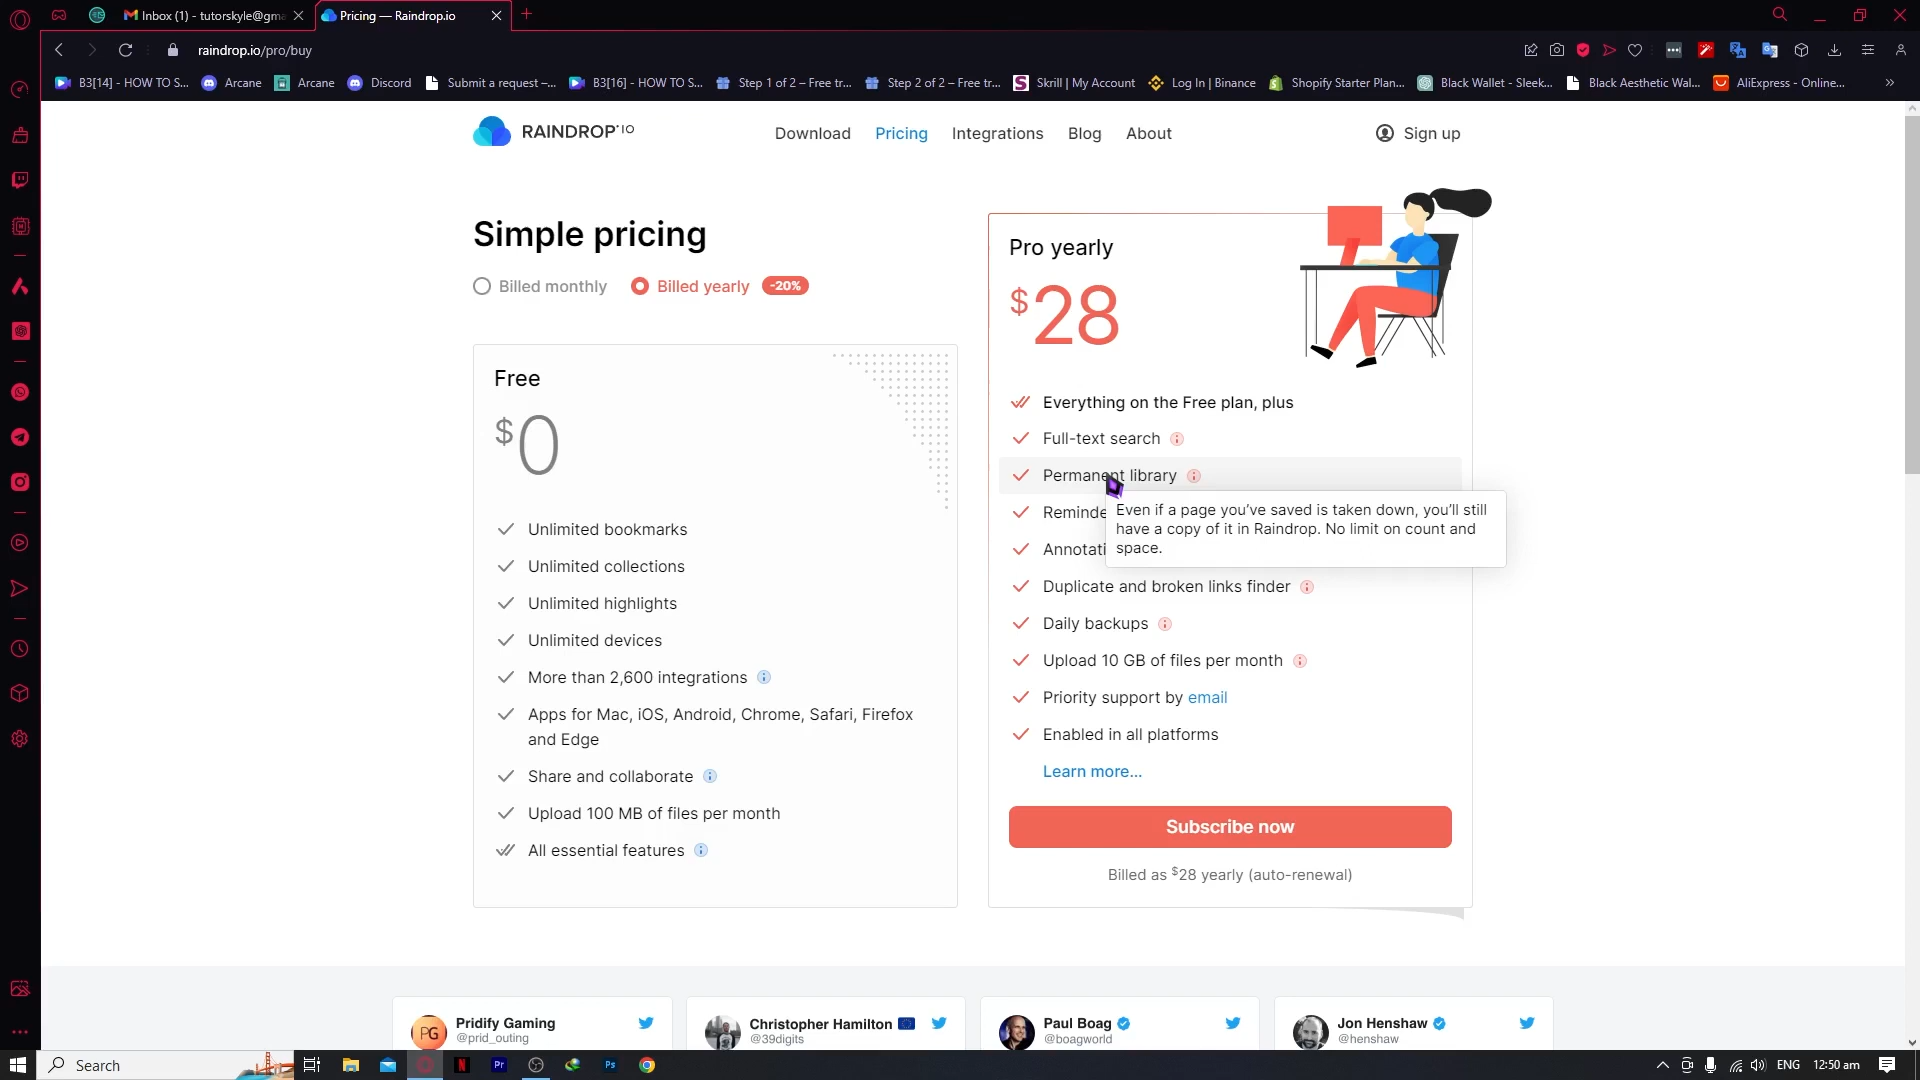 Inbox (1) - tutorskyle@gma
Pricing — Raindrop.io
raindrop.io/pro/buy
B3[14] - HOW TO S...
Arcane
Arcane
Discord
Submit a request –...
B3[16] - HOW TO S...
Step 1 of 2 – Free tr...
Step 2 of 2 – Free tr...
Skrill | My Account
Log In | Binance
Shopify Starter Plan...
Black Wallet - Sleek...
Black Aesthetic Wal...
AliExpress - Online...
RAINDROP·IO
Download
Pricing
Integrations
Blog
About
Sign up
Simple pricing
Billed monthly
Billed yearly
-20%
Free
$0
Unlimited bookmarks
Unlimited collections
Unlimited highlights
Unlimited devices
More than 2,600 integrations
Apps for Mac, iOS, Android, Chrome, Safari, Firefox
and Edge
Share and collaborate
Upload 100 MB of files per month
All essential features
Pro yearly
$28
Everything on the Free plan, plus
Full-text search
Permanent library
Even if a page you've saved is taken down, you'll still
have a copy of it in Raindrop. No limit on count and
space.
Duplicate and broken links finder
Daily backups
Upload 10 GB of files per month
Priority support by email
Enabled in all platforms
Learn more...
Subscribe now
Billed as $28 yearly (auto-renewal)
PG
Pridify Gaming
@prid_outing
Christopher Hamilton
@39digits
Paul Boag
@boagworld
Jon Henshaw
@henshaw
Search
N
Pr
Ps
ENG
12:50 am